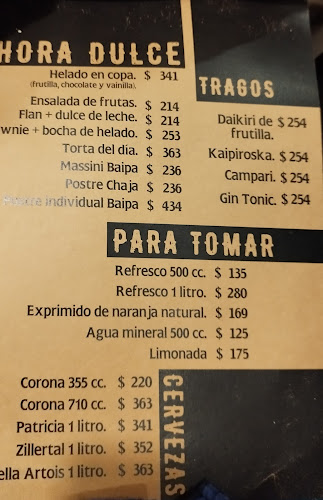 HORA DULCE
Helado en copa. $ 341
(frutilla, chocolate y vainilla).
Ensalada de frutas. $ 214
Flan + dulce de leche. $ 214
wnie + bocha de helado. $ 253
Torta del dia. $ 363
Massini Baipa $ 236
Postre Chaja $ 236
Individual Baipa $ 434
TRAGOS
Daikiri de $ 254
frutilla.
Kaipiroska. $ 254
Campari. $ 254
Gin Tonic. $ 254
PARA TOMAR
Refresco 500 cc. $ 135
Refresco 1 litro. $ 280
Exprimido de naranja natural. $ 169
Agua mineral 500 cc. $ 125
Limonada $ 175
CERVEZAS
Corona 355 cc. $ 220
Corona 710 cc. $ 363
Patricia 1 litro. $ 341
Zillertal 1 litro. $ 352
ella Artois 1 litro. $ 363